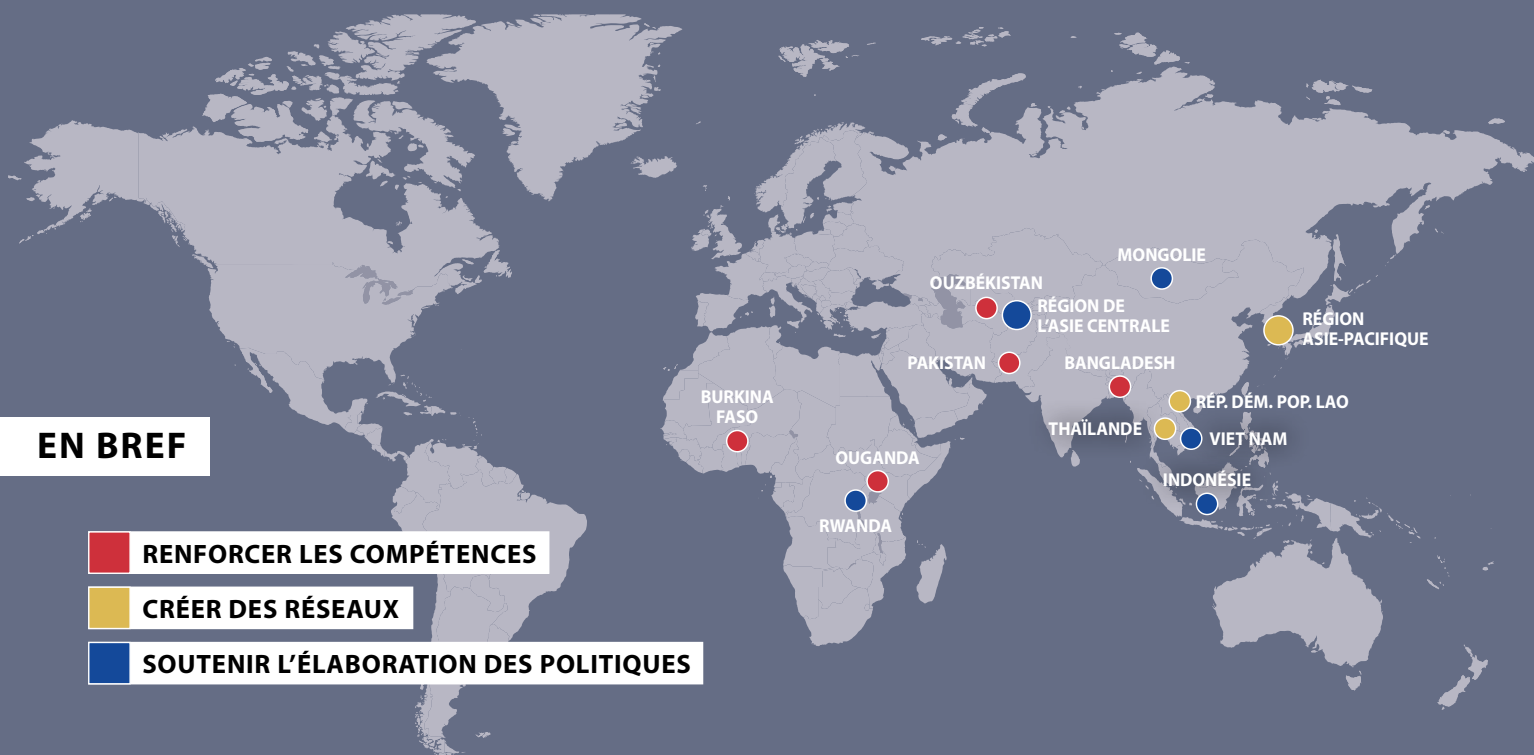 MONGOLIE
OUZBÉKISTAN
RÉGION DE
L'ASIE CENTRALE
RÉGION
ASIE-PACIFIQUE
PAKISTAN
BANGLADESH
BURKINA
FASO
RÉP. DÉM. POP. LAO
THAÏLANDE
VIET NAM
EN BREF
OUGANDA
INDONÉSIE
RWANDA
RENFORCER LES COMPÉTENCES
CRÉER DES RÉSEAUX
SOUTENIR L'ÉLABORATION DES POLITIQUES